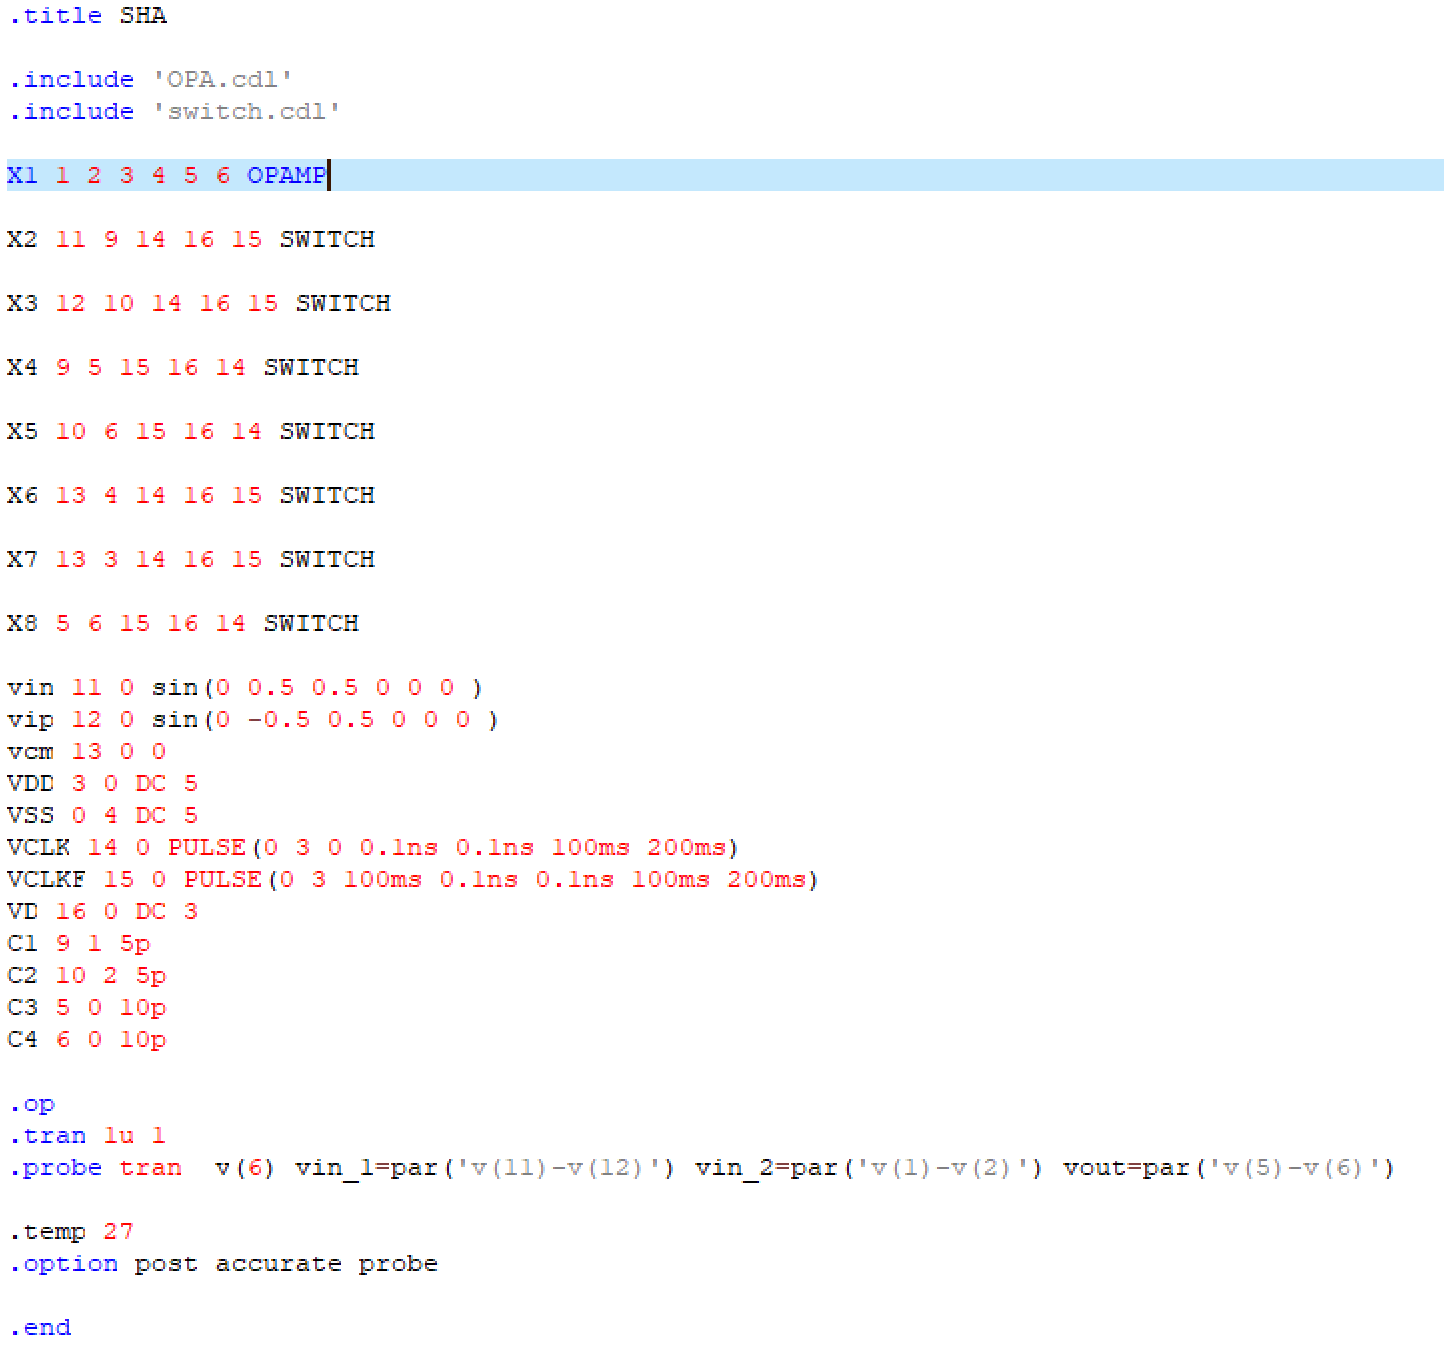 .title SHA
.include 'OPA.cdl'
.include 'switch.cdl'
X1 1 2 3 4 5 6 OPAMP
X2 11 9 14 16 15 SWITCH
X3 12 10 14 16 15 SWITCH
X4 9 5 15 16 14 SWITCH
X5 10 6 15 16 14 SWITCH
X6 13 4 14 16 15 SWITCH
X7 13 3 14 16 15 SWITCH
X8 5 6 15 16 14 SWITCH
vin 11 0 sin(0 0.5 0.5 0 0 0 )
vip 12 0 sin(0 -0.5 0.5 0 0 0 )
vcm 13 0 0
VDD 3 0 DC 5
VSS 0 4 DC 5
VCLK 14 0 PULSE(0 3 0 0.1ns 0.1ns 100ms 200ms)
VCLKF 15 0 PULSE(0 3 100ms 0.1ns 0.1ns 100ms 200ms)
VD 16 0 DC 3
C1 9 1 5p
C2 10 2 5p
C3 5 0 10p
C4 6 0 10p
.op
.tran 1u 1
.probe tran  v(6) vin_1=par('v(11)-v(12)') vin_2=par('v(1)-v(2)') vout=par('v(5)-v(6)')
.temp 27
.option post accurate probe
.end